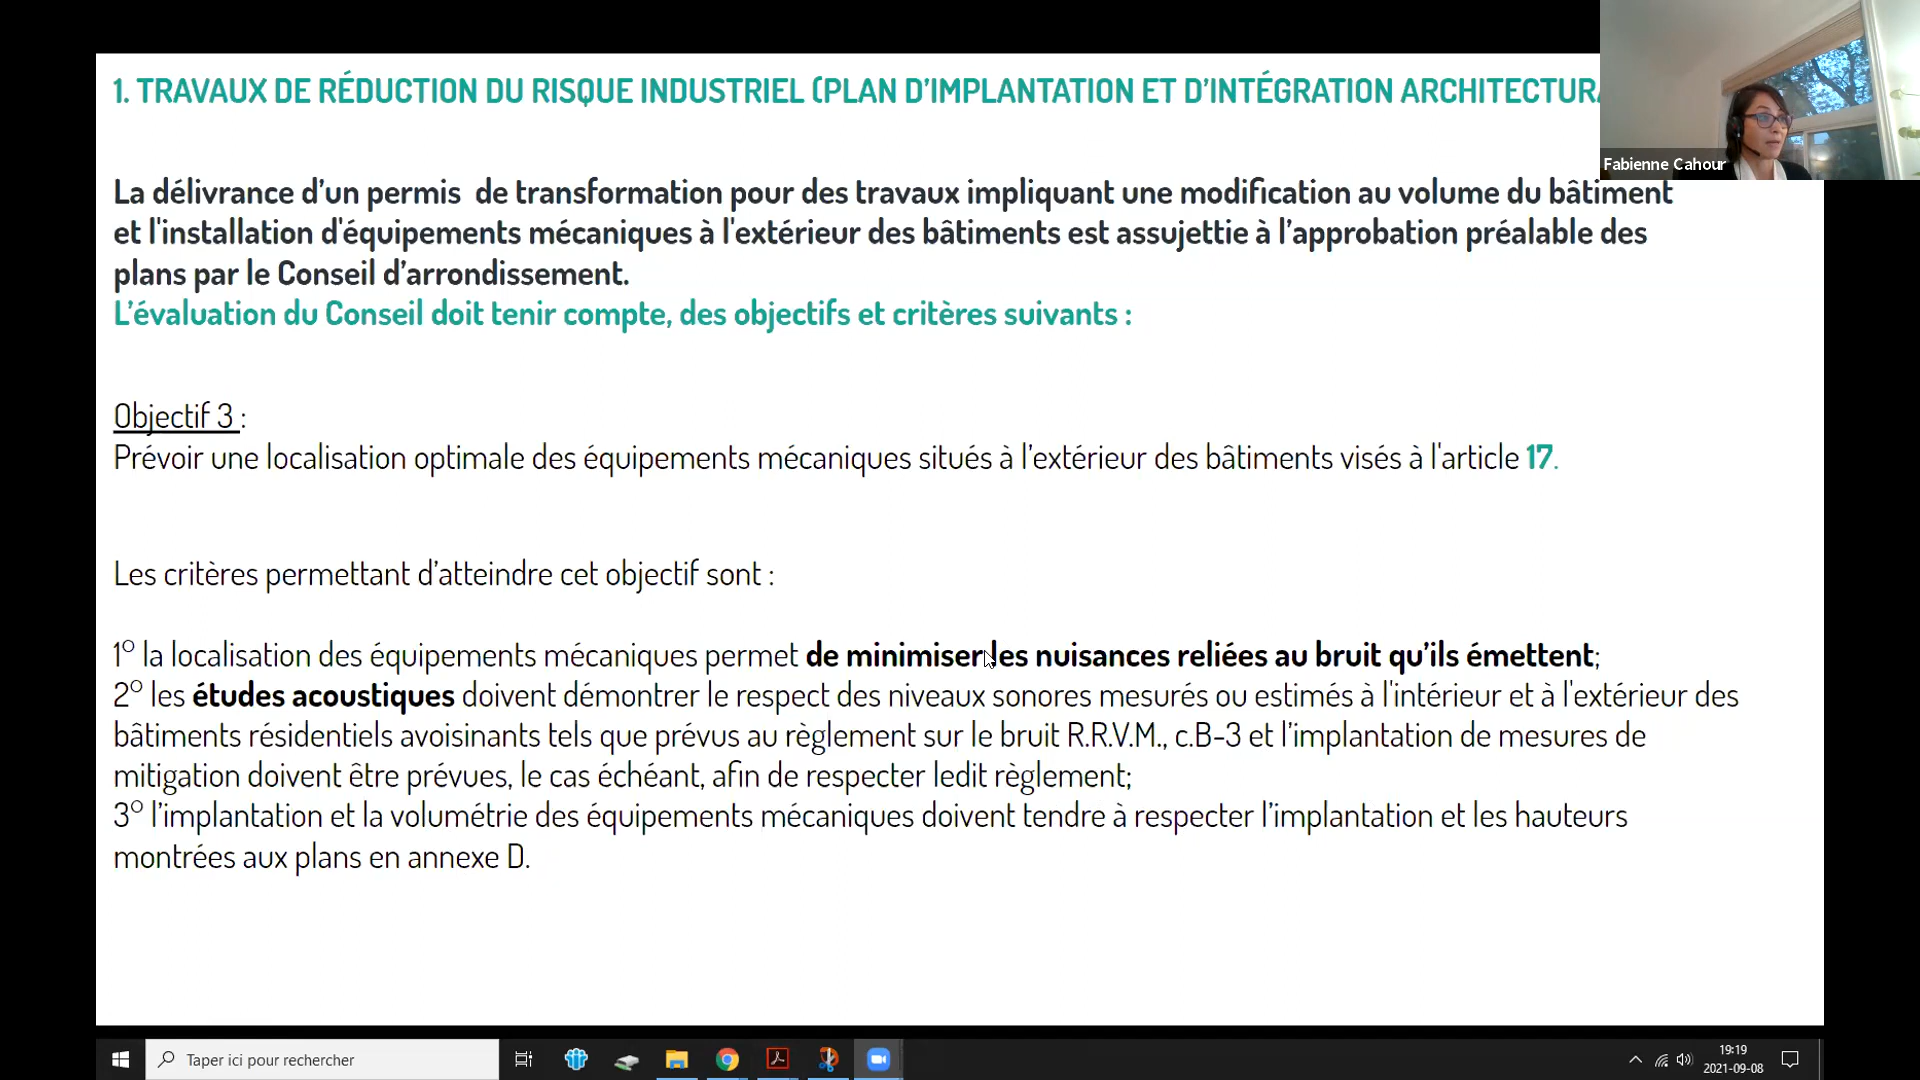 1. TRAVAUX DE RÉDUCTION DU RISQUE INDUSTRIEL (PLAN D’IMPLANTATION ET D’INTÉGRATION
Fabienne Cahour
La délivrance d’un permis de transformation pour des travaux impliquant une modification au volume du bâtiment
et l'installation d'équipements mécaniques à l'extérieur des bâtiments est assujettie à l’approbation préalable des
plans par le Conseil d’arrondissement.
L’évaluation du Conseil doit tenir compte, des objectifs et critères suivants :
Objectif 3 :
Prévoir une localisation optimale des équipements mécaniques situés à l’extérieur des bâtiments visés à l'article 17.
Les critères permettant d’atteindre cet objectif sont :
1° la localisation des équipements mécaniques permet de minimiser les nuisances reliées au bruit qu’ils émettent;
2° les études acoustiques doivent démontrer le respect des niveaux sonores mesurés ou estimés à l'intérieur et à l'extérieur des
bâtiments résidentiels avoisinants tels que prévus au règlement sur le bruit R.R.V.M., c.B-3 et l’implantation de mesures de
mitigation doivent être prévues, le cas échéant, afin de respecter ledit règlement;
3° l’implantation et la volumétrie des équipements mécaniques doivent tendre à respecter l’implantation et les hauteurs
montrées aux plans en annexe D.
Taper ici pour rechercher
19:19
2021-09-08